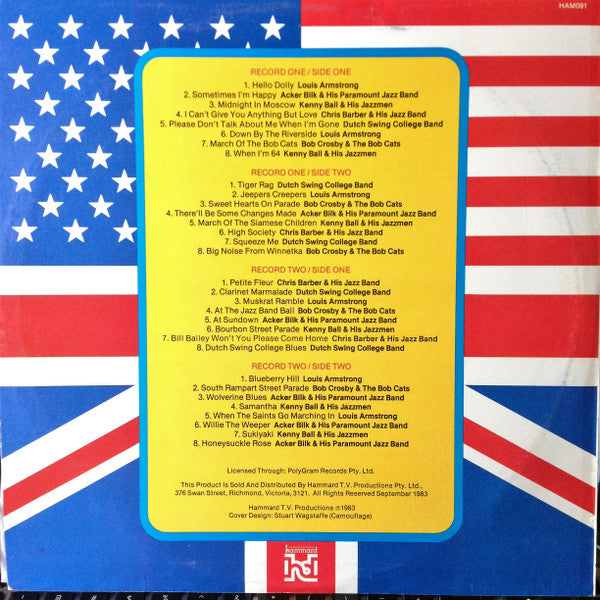 HAM091
RECORD ONE/SIDE ONE
1. Hello Dolly Louis Armstrong
2. Sometimes I'm Happy Acker Bilk & His Paramount Jazz Band
3. Midnight In Moscow Kenny Ball & His Jazzmen
4. I Can't Give You Anything But Love Chris Barber & His Jazz Band
5. Please Don't Talk About Me When I'm Gone Dutch Swing College Band
6. Down By The Riverside Louis Armstrong
7. March Of The Bob Cats Bob Crosby & The Bob Cats
8. When I'm 64 Kenny Ball & His Jazzmen
RECORD ONE/SIDE TWO
1. Tiger Rag Dutch Swing College Band
2. Jeepers Creepers Louis Armstrong
3. Sweet Hearts On Parade Bob Crosby & The Bob Cats
4. There'll Be Some Changes Made Acker Bilk & His Paramount Jazz Band
5. March Of The Siamese Children Kenny Ball & His Jazzmen
6. High Society Chris Barber & His Jazz Band
7. Squeeze Me Dutch Swing College Band
8. Big Noise From Winnetka Bob Crosby & The Bob Cats
RECORD TWO/SIDE ONE
1. Petite Fleur Chris Barber & His Jazz Band
2. Clarinet Marmalade Dutch Swing College Band
3. Muskrat Ramble Louis Armstrong
4. At The Jazz Band Ball Bob Crosby & The Bob Cats
5. At Sundown Acker Bilk & His Paramount Jazz Band
6. Bourbon Street Parade Kenny Ball & His Jazzmen
7. Bill Bailey Won't You Please Come Home Chris Barber & His Jazz Band
8. Dutch Swing College Blues Dutch Swing College Band
RECORD TWO/SIDE TWO
1. Blueberry Hill Louis Armstrong
2. South Rampart Street Parade Bob Crosby & The Bob Cats
3. Wolverine Blues Acker Bilk & His Paramount Jazz Band
4. Samantha Kenny Ball & His Jazzmen
5. When The Saints Go Marching In Louis Armstrong
6. Willie The Weeper Acker Bilk & His Paramount Jazz Band
7. Sukiyaki Kenny Ball & His Jazzmen
8. Honeysuckle Rose Acker Bilk & His Paramount Jazz Band
Licensed Through: PolyGram Records Pty. Ltd.
This Product Is Sold And Distributed By Hammard T.V. Productions Pty. Ltd.,
376 Swan Street, Richmond, Victoria, 3121. All Rights Reserved September 1983
Hammard T.V. Productions ℗1983
Cover Design: Stuart Wagstaffe (Camouflage)
hammard